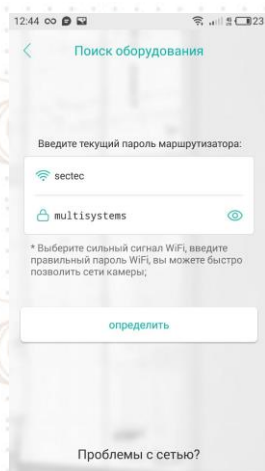 12:44
23
Поиск оборудования
Введите текущий пароль маршрутизатора:
sectec
multisystems
* Выберите сильный сигнал WiFi, введите
правильный пароль WiFi, вы можете быстро
позволить сети камеры;
определить
Проблемы с сетью?